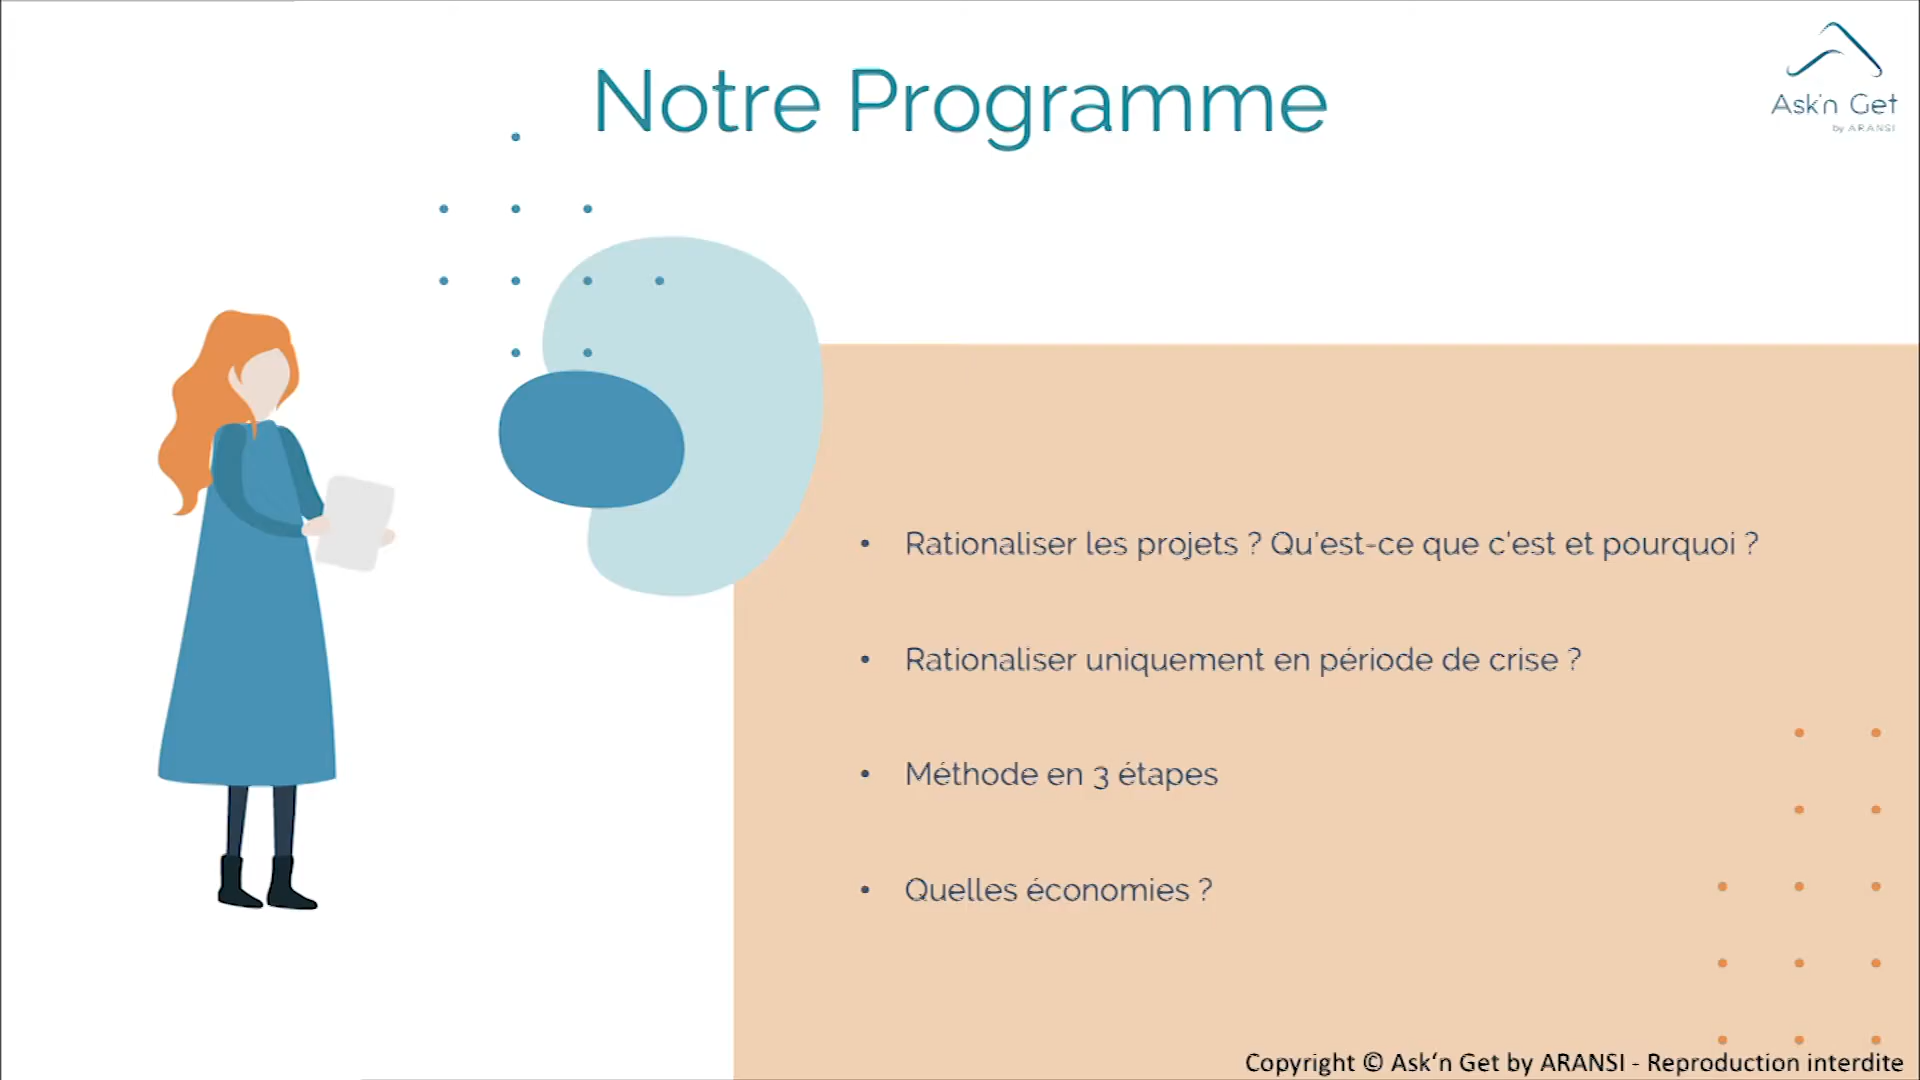 Notre Programme
Ask'n Get
by ARANSI
• Rationaliser les projets ? Qu'est-ce que c'est et pourquoi ?
• Rationaliser uniquement en période de crise ?
• Méthode en 3 étapes
• Quelles économies ?
Copyright © Ask‘n Get by ARANSI - Reproduction interdite